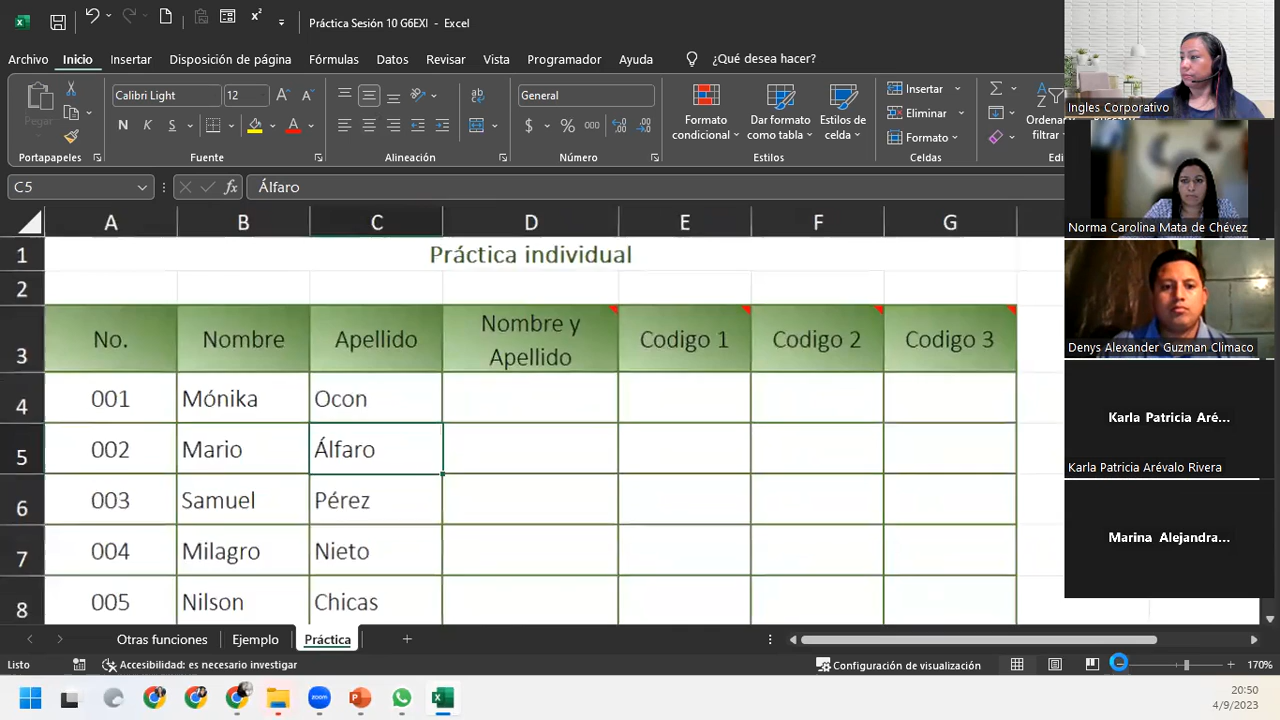 Práctica Sesión 10 G6EXI - Excel
Archivo Inicio Insertar Disposición de página Fórmulas Programador Ayuda ¿Qué desea hacer?
Pegar
Calibri Light 12
N K S
General
$ % 000
Formato condicional
Dar formato como tabla
Estilos de celda
Insertar
Eliminar
Formato
Portapapeles Fuente Alineación Número Estilos Celdas
C5 fx Álfaro
A B C D E F G
1 Práctica individual
2
3 No. Nombre Apellido Nombre y Apellido Codigo 1 Codigo 2 Codigo 3
4 001 Mónika Ocon
5 002 Mario Álfaro
6 003 Samuel Pérez
7 004 Milagro Nieto
8 005 Nilson Chicas
Otras funciones Ejemplo Práctica
Listo Accesibilidad: es necesario investigar Configuración de visualización 170%
zoom
20:50
4/9/2023
Ingles Corporativo
Norma Carolina Mata de Chévez
Denys Alexander Guzman Climaco
Karla Patricia Aré...
Karla Patricia Arévalo Rivera
Marina Alejandra...